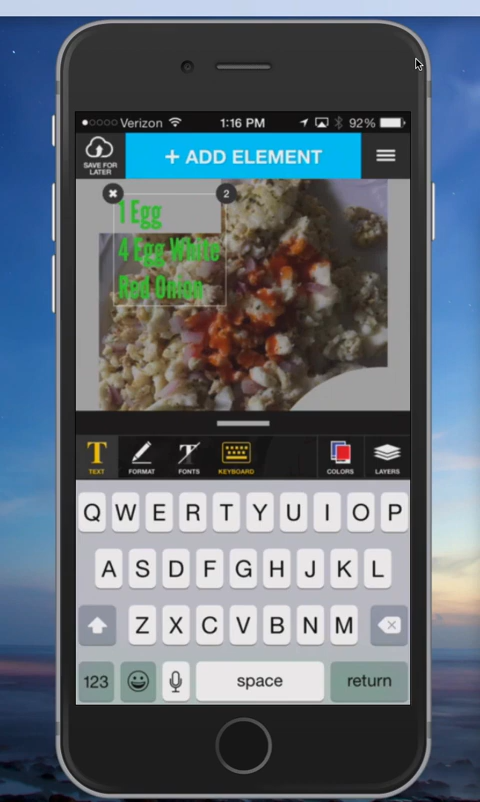 Verizon 1:16 PM 92%
SAVE FOR
LATER
+ ADD ELEMENT
2
1 Egg
4 Egg White
Red Onion
TEXT FORMAT FONTS KEYBOARD COLORS LAYERS
Q W E R T Y U I O P
A S D F G H J K L
Z X C V B N M
123 space return